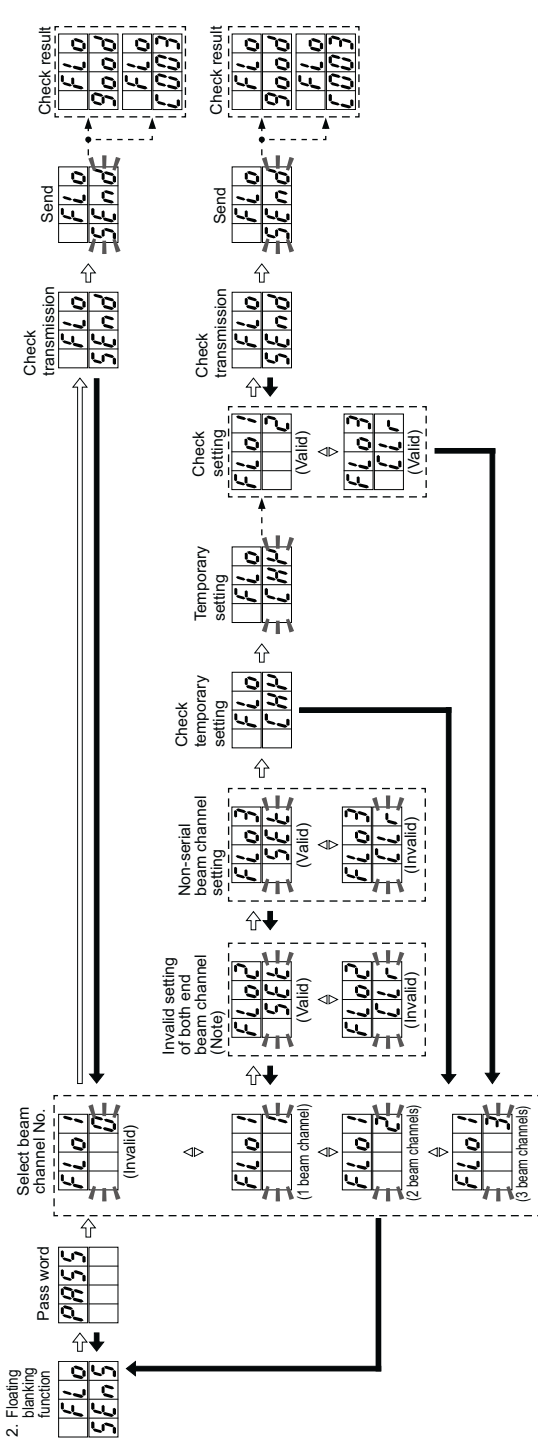 2. Floating
blanking
function
FLo
SEnS
Pass word
PASS
Select beam
channel No.
FLo1
0
(Invalid)
FLo1
1
(1 beam channel)
FLo1
2
(2 beam channels)
FLo1
3
(3 beam channels)
Invalid setting
of both end
beam channel
(Note)
FLo2
SEt
(Valid)
FLo2
CLr
(Invalid)
Non-serial
beam channel
setting
FLo3
SEt
(Valid)
FLo3
CLr
(Invalid)
Check
temporary
setting
FLo
CHK
Temporary
setting
FLo
CHK
Check
setting
FLo1
2
(Valid)
FLo3
CLr
(Valid)
Check
transmission
FLo
SEnd
Send
FLo
SEnd
Check result
FLo
good
FLo
C003
Check
transmission
FLo
SEnd
Send
FLo
SEnd
Check result
FLo
good
FLo
C003